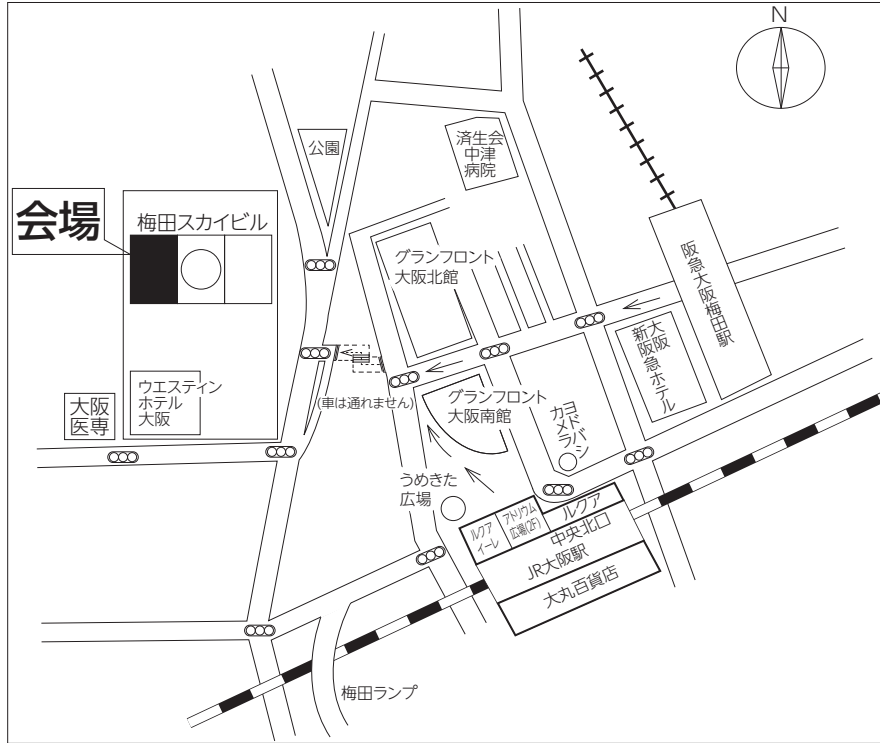 N
公園
済生会
中津
病院
会場
梅田スカイビル
グランフロント
大阪北館
阪急大阪梅田駅
大阪
新阪急ホテル
ウエスティン
ホテル
大阪
大阪
医専
(車は通れません)
グランフロント
大阪南館
ヨドバシ
カメラ
うめきた
広場
ルクア
イーレ
アトリウム
広場(2F)
ルクア
中央北口
JR大阪駅
大丸百貨店
梅田ランプ